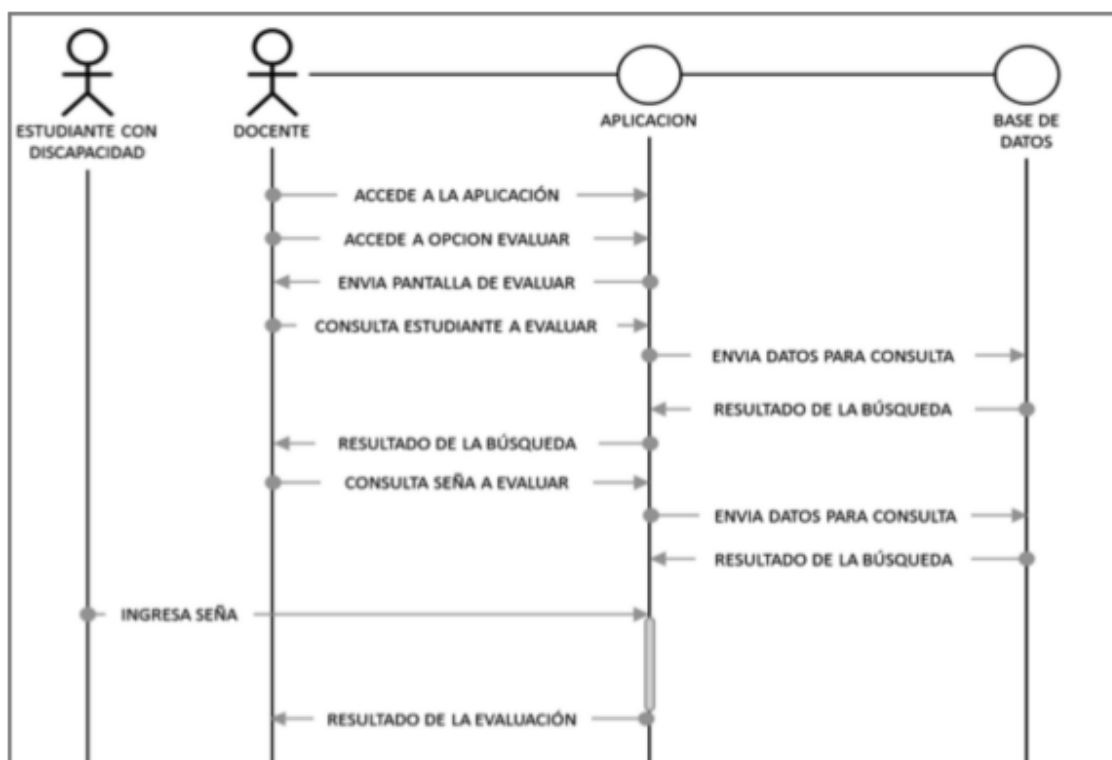 ESTUDIANTE CON
DISCAPACIDAD
DOCENTE
APLICACION
BASE DE
DATOS
ACCEDE A LA APLICACIÓN
ACCEDE A OPCION EVALUAR
ENVIA PANTALLA DE EVALUAR
CONSULTA ESTUDIANTE A EVALUAR
ENVIA DATOS PARA CONSULTA
RESULTADO DE LA BÚSQUEDA
RESULTADO DE LA BÚSQUEDA
CONSULTA SEÑA A EVALUAR
ENVIA DATOS PARA CONSULTA
RESULTADO DE LA BÚSQUEDA
INGRESA SEÑA
RESULTADO DE LA EVALUACIÓN